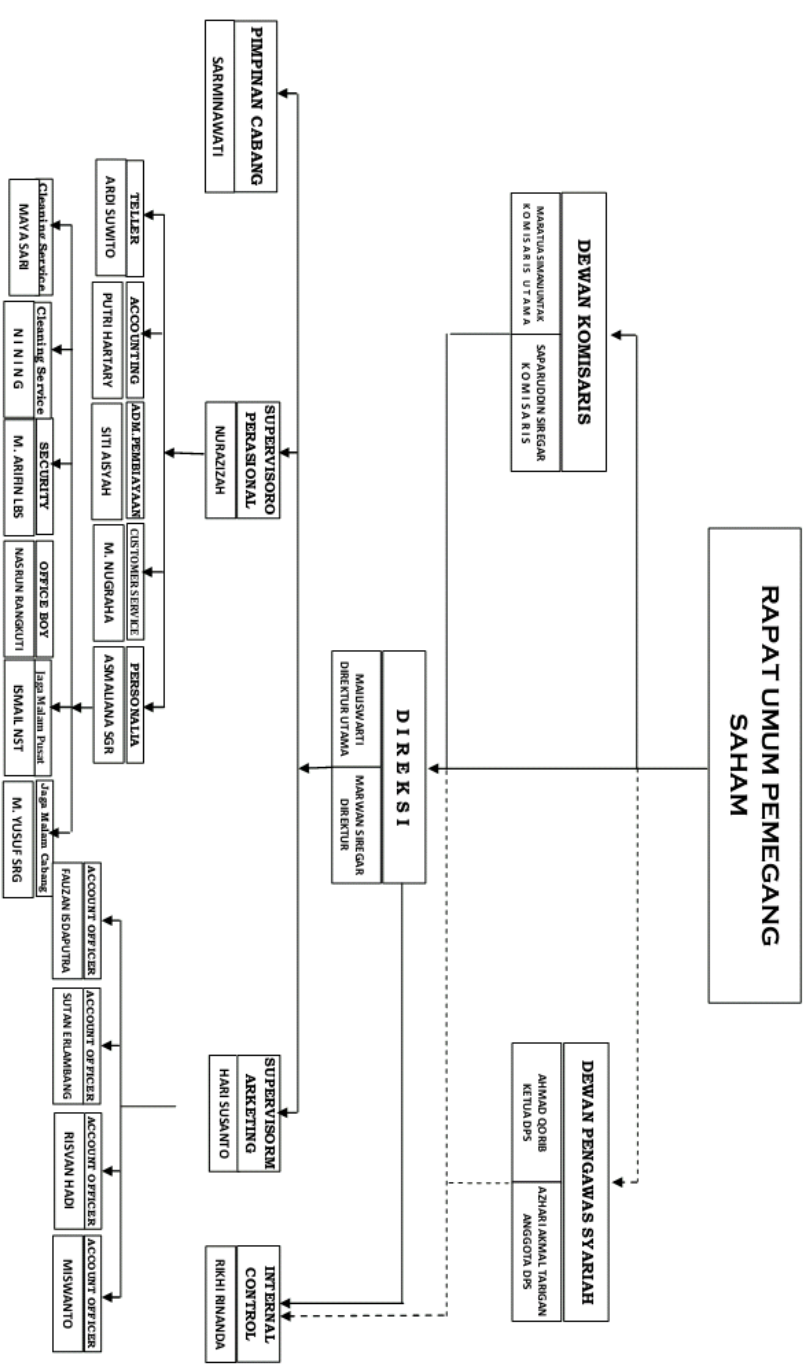 RAPAT UMUM PEMEGANG
SAHAM
DEWAN KOMISARIS
MARATUA SIMANJUNTAK
KOMISARIS UTAMA
SAPARUDDIN SIREGAR
KOMISARIS
DEWAN PENGAWAS SYARIAH
AHMAD QORIB
KETUA DPS
AZHARI AKMAL TARIGAN
ANGGOTA DPS
DIREKSI
MAIUSWARTI
DIREKTUR UTAMA
MARWAN SIREGAR
DIREKTUR
PIMPINAN CABANG
SARMINAWATI
SUPERVISORO
PERASIONAL
NURAZIZAH
SUPERVISORM
ARKETING
HARI SUSANTO
INTERNAL
CONTROL
RIKHI RINANDA
TELLER
ARDI SUWITO
ACCOUNTING
PUTRI HARTARY
ADM.PEMBIAYAAN
SITI AISYAH
CUSTOMER SERVICE
M. NUGRAHA
PERSONALIA
ASMALIANA SGR
ACCOUNT OFFICER
FAUZAN ISDAPUTRA
ACCOUNT OFFICER
SUTAN ERLAMBANG
ACCOUNT OFFICER
RISVAN HADI
ACCOUNT OFFICER
MISWANTO
Cleaning Service
MAYA SARI
Cleaning Service
NINING
SECURITY
M. ARIFIN LBS
OFFICE BOY
NASRUN RANGKUTI
Jaga Malam Pusat
ISMAIL NST
Jaga Malam Cabang
M. YUSUF SRG